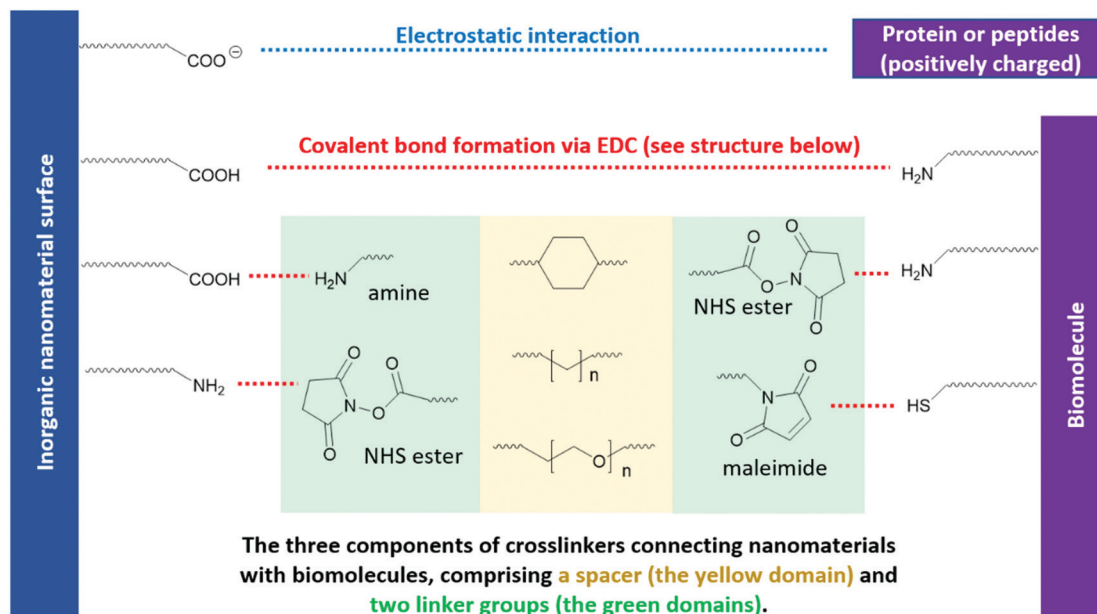 Electrostatic interaction
COO⊖
Protein or peptides
(positively charged)
Inorganic nanomaterial surface
Biomolecule
Covalent bond formation via EDC (see structure below)
COOH
H₂N
COOH
H₂N
amine
O
O
N
O
O
NHS ester
H₂N
n
NH₂
O
O
N
O
O
NHS ester
O
n
N
O
O
maleimide
HS
The three components of crosslinkers connecting nanomaterials
with biomolecules, comprising a spacer (the yellow domain) and
two linker groups (the green domains).